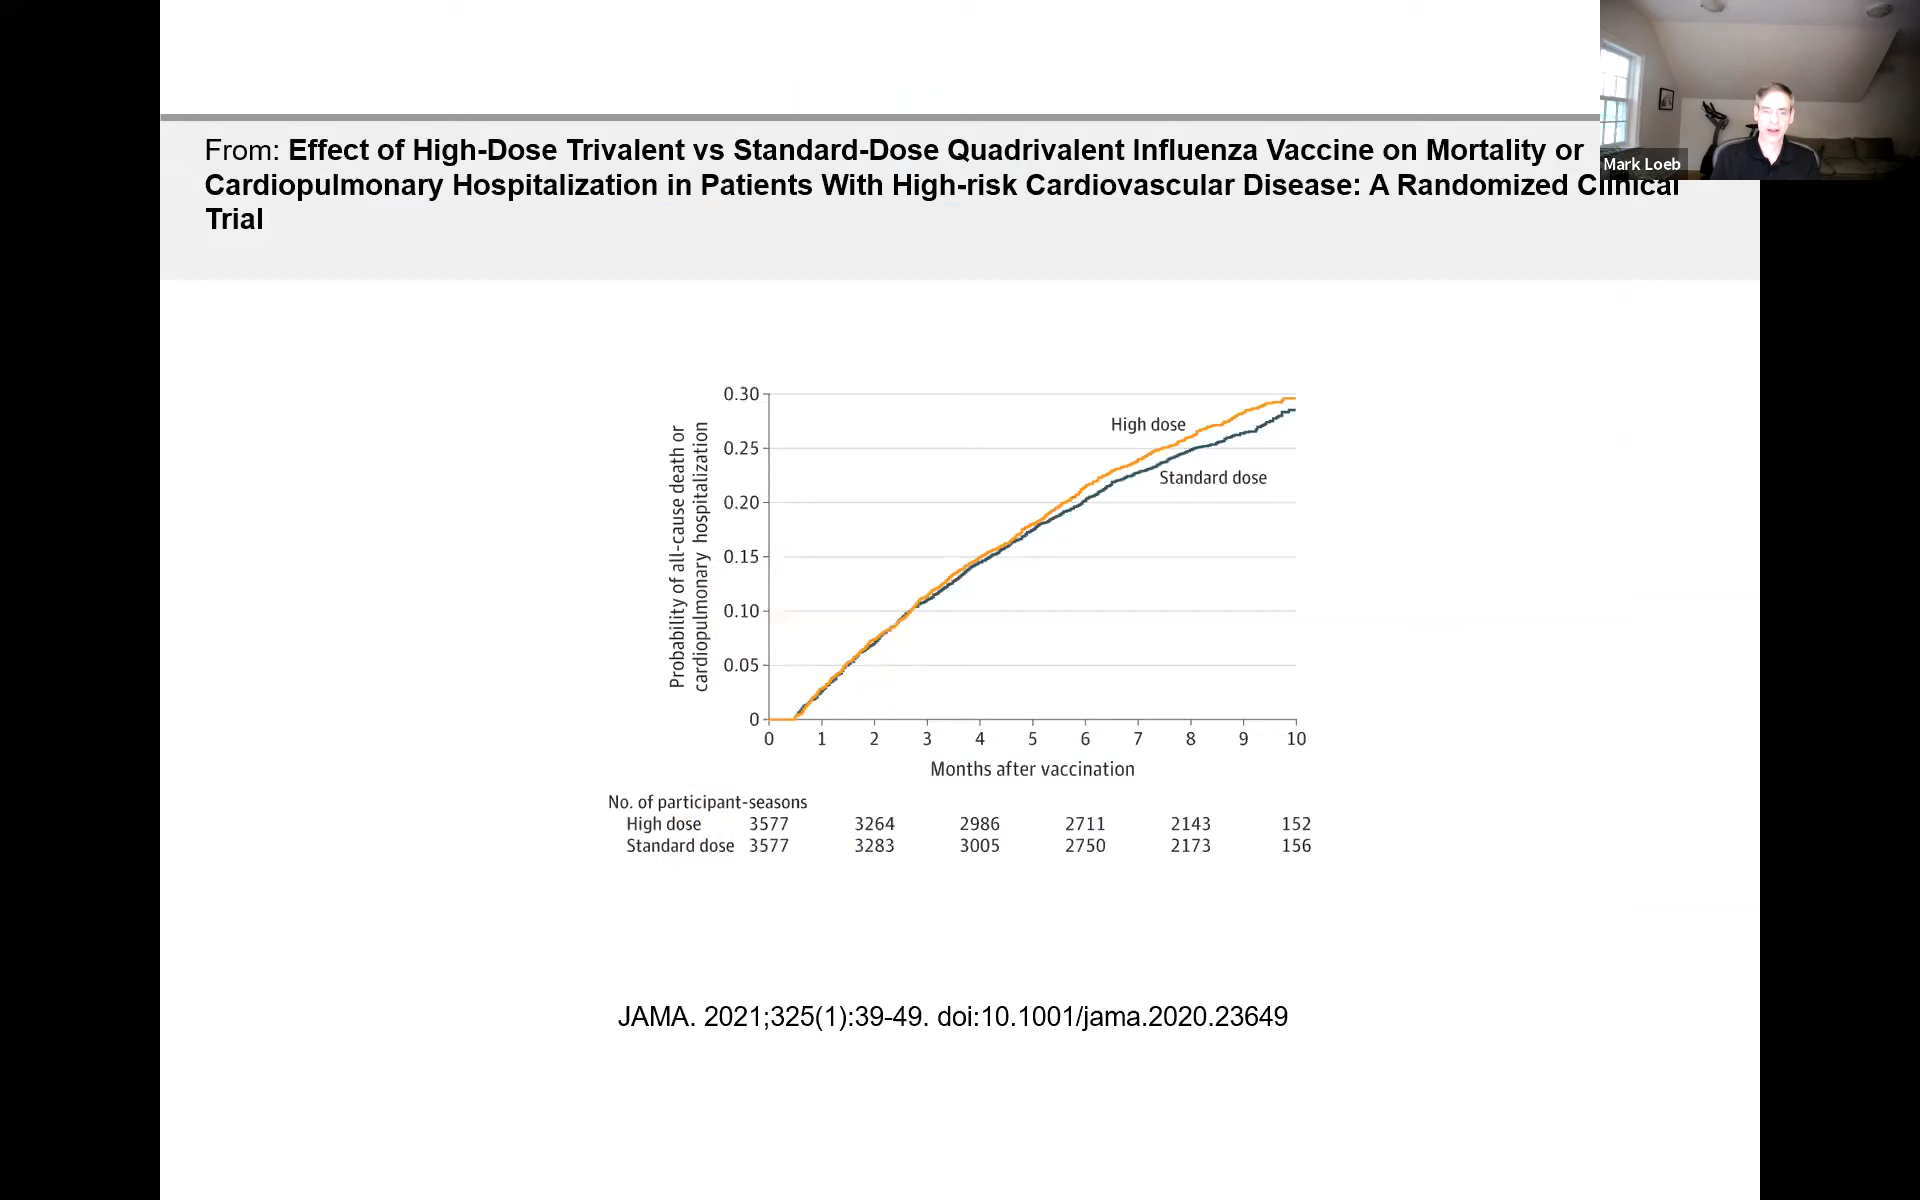 From: Effect of High-Dose Trivalent vs Standard-Dose Quadrivalent Influenza Vaccine on Mortality or
Cardiopulmonary Hospitalization in Patients With High-risk Cardiovascular Disease: A Randomized Clinical
Trial
Mark Loeb
Probability of all-cause death or
cardiopulmonary hospitalization
0.30
0.25
0.20
0.15
0.10
0.05
0
High dose
Standard dose
0 1 2 3 4 5 6 7 8 9 10
Months after vaccination
No. of participant-seasons
High dose 3577 3264 2986 2711 2143 152
Standard dose 3577 3283 3005 2750 2173 156
JAMA. 2021;325(1):39-49. doi:10.1001/jama.2020.23649